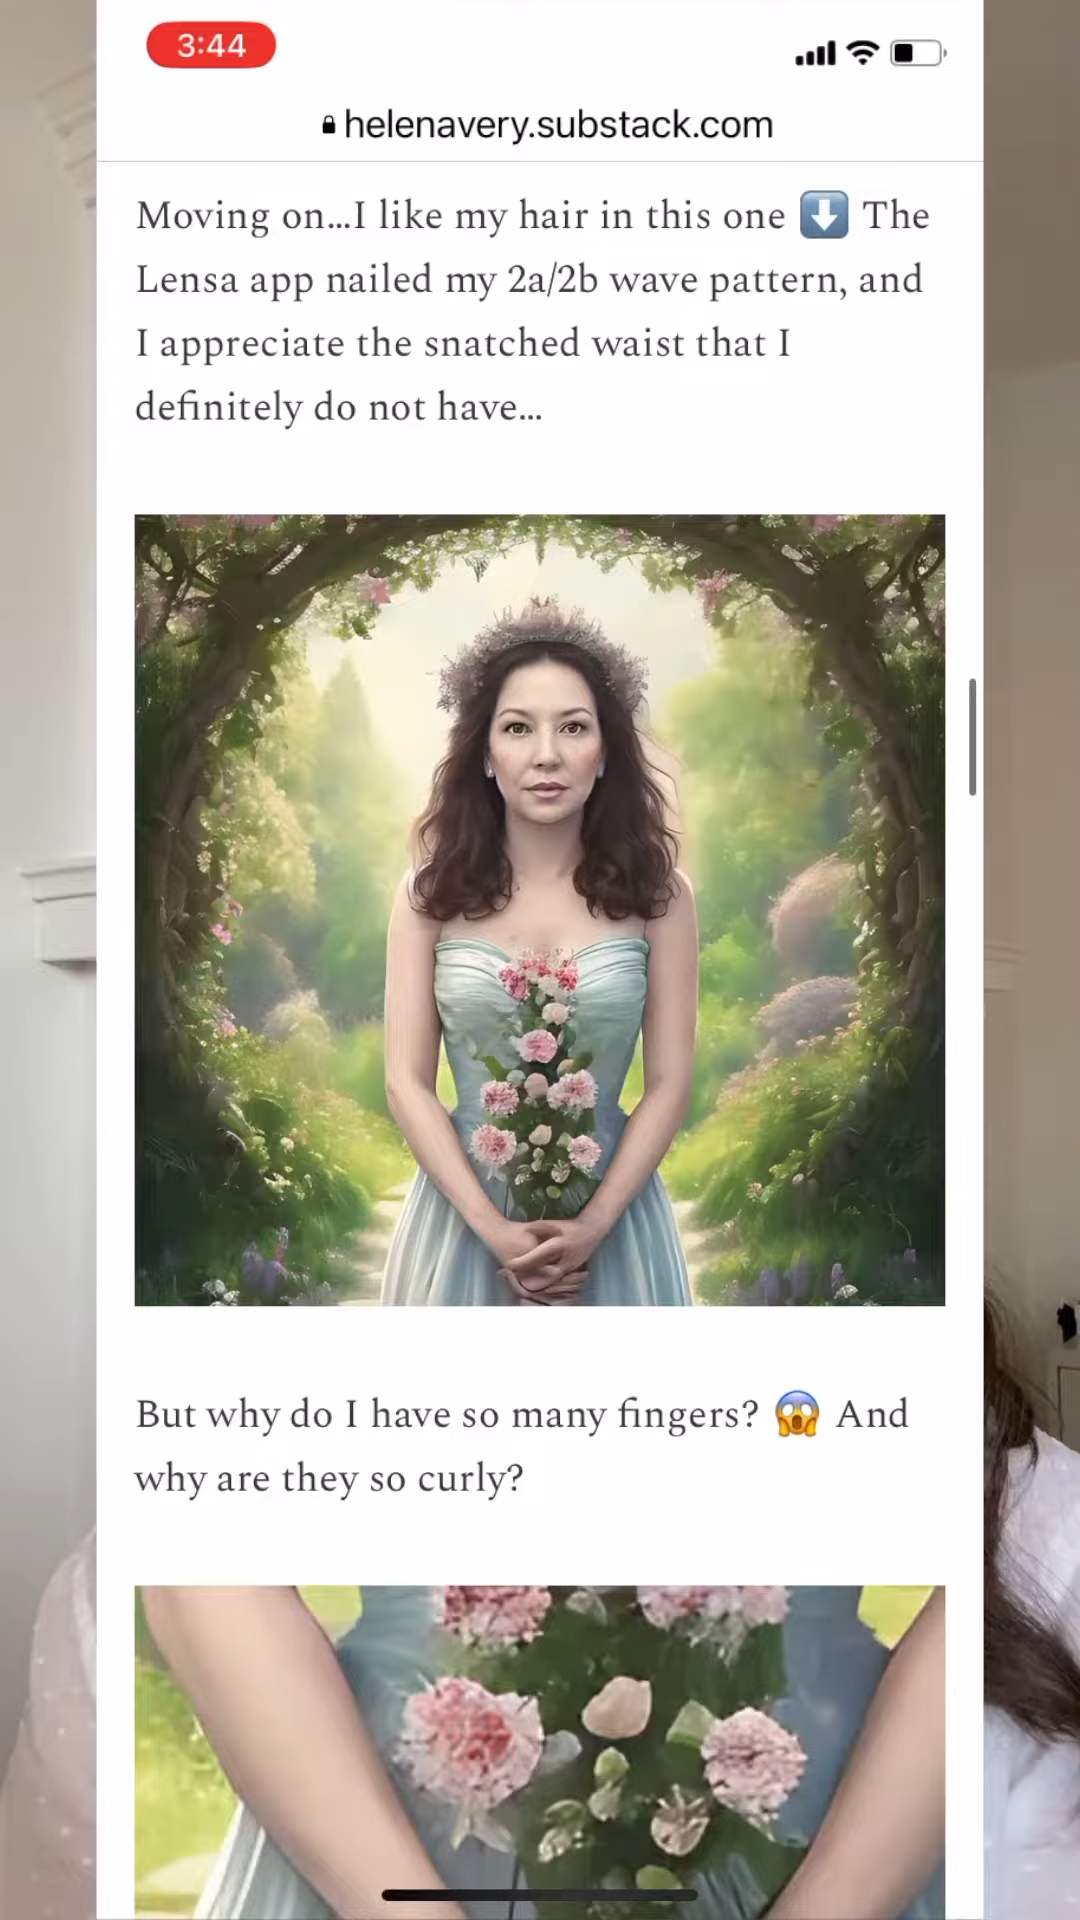 3:44
helenavery.substack.com
Moving on...I like my hair in this one ⬇️ The
Lensa app nailed my 2a/2b wave pattern, and
I appreciate the snatched waist that I
definitely do not have...
But why do I have so many fingers? 😱 And
why are they so curly?